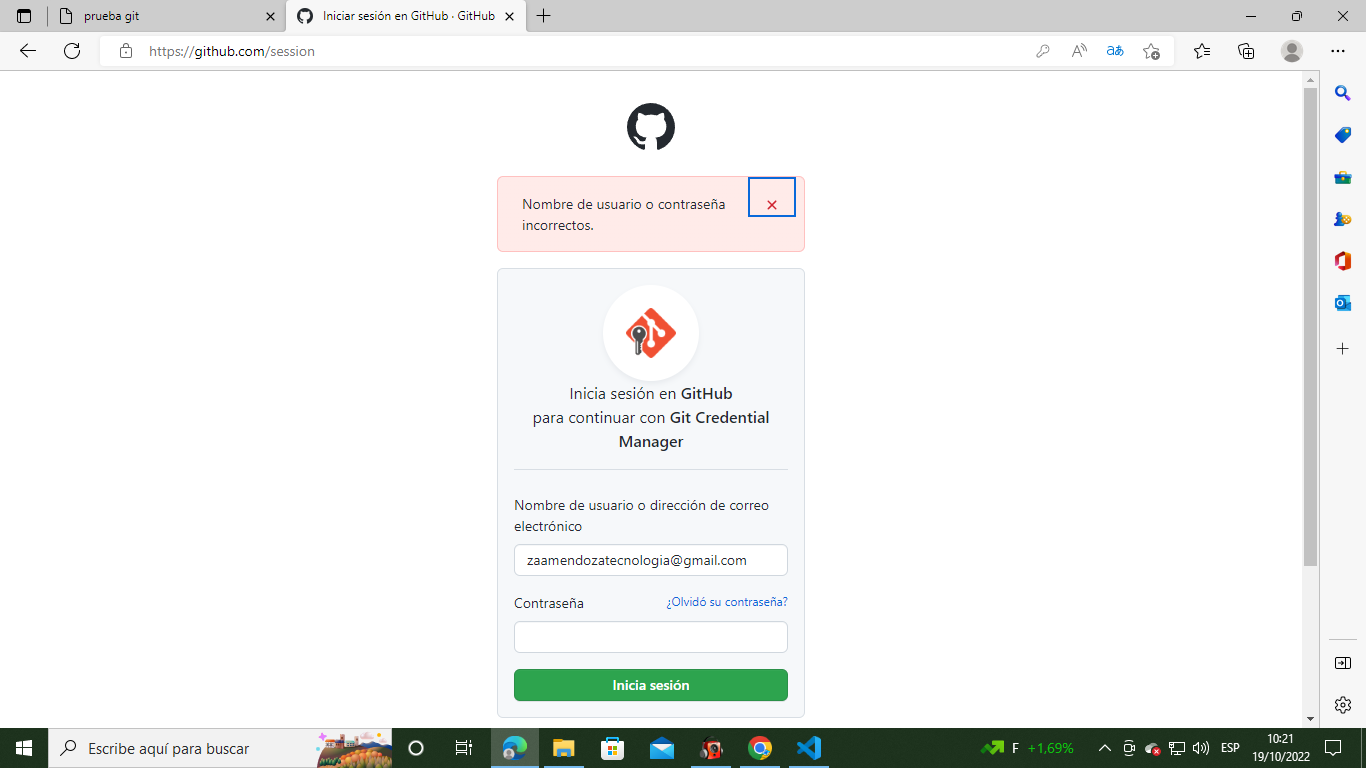 prueba git
Iniciar sesión en GitHub · GitHub
https://github.com/session
Nombre de usuario o contraseña
incorrectos.
Inicia sesión en GitHub
para continuar con Git Credential
Manager
Nombre de usuario o dirección de correo
electrónico
zaamendozatecnologia@gmail.com
Contraseña
¿Olvidó su contraseña?
Inicia sesión
Escribe aquí para buscar
F +1,69%
ESP
10:21
19/10/2022